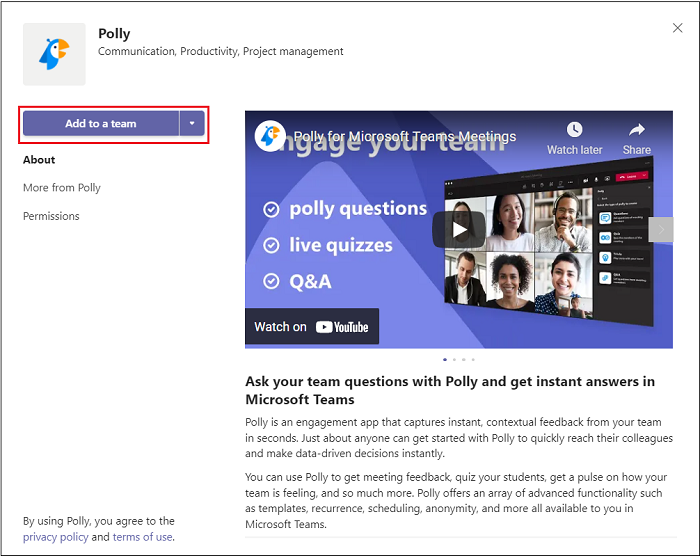 Polly
Communication, Productivity, Project management
Add to a team
About
More from Polly
Permissions
Polly for Microsoft Teams Meetings
Watch later
Share
engage your team
polly questions
live quizzes
Q&A
Watch on YouTube
Ask your team questions with Polly and get instant answers in
Microsoft Teams
Polly is an engagement app that captures instant, contextual feedback from your team
in seconds. Just about anyone can get started with Polly to quickly reach their colleagues
and make data-driven decisions instantly.
You can use Polly to get meeting feedback, quiz your students, get a pulse on how your
team is feeling, and so much more. Polly offers an array of advanced functionality such
as templates, recurrence, scheduling, anonymity, and more all available to you in
Microsoft Teams.
By using Polly, you agree to the
privacy policy and terms of use.